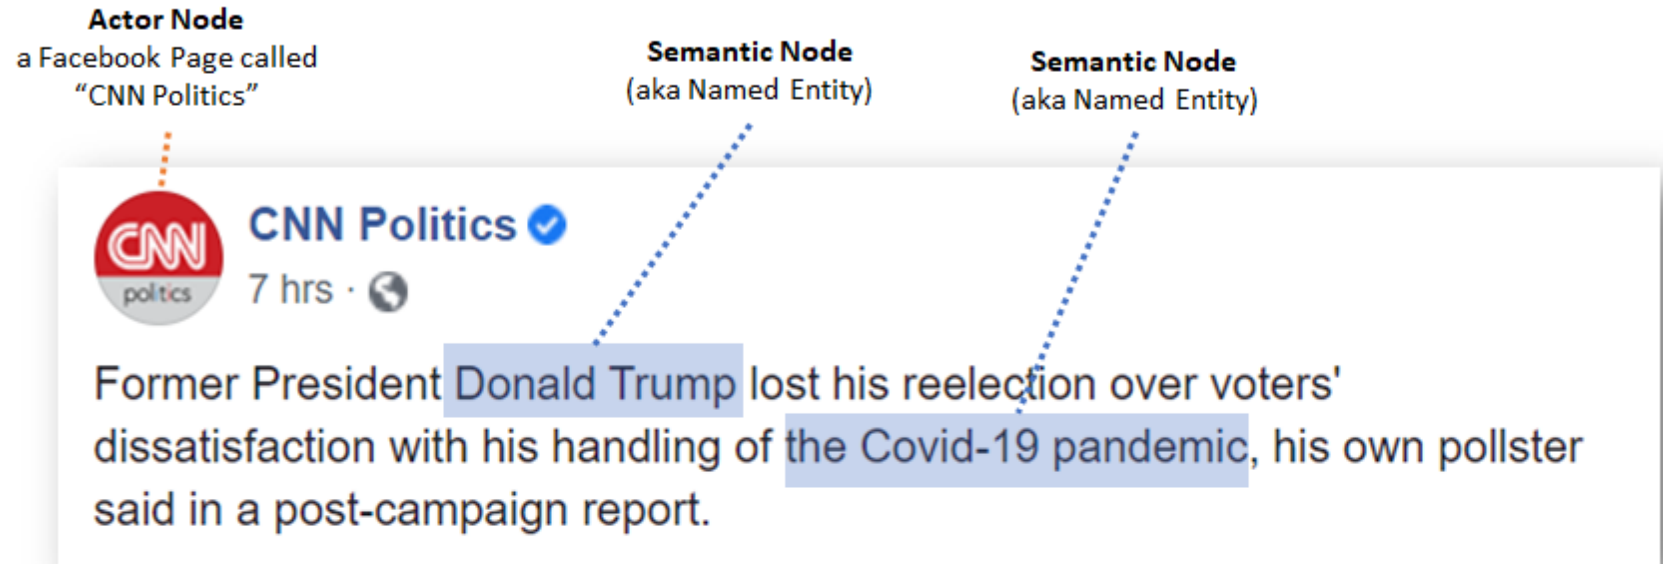 Actor Node
a Facebook Page called
“CNN Politics”
Semantic Node
(aka Named Entity)
Semantic Node
(aka Named Entity)
CNN
politics
CNN Politics
7 hrs ·
Former President Donald Trump lost his reelection over voters'
dissatisfaction with his handling of the Covid-19 pandemic, his own pollster
said in a post-campaign report.